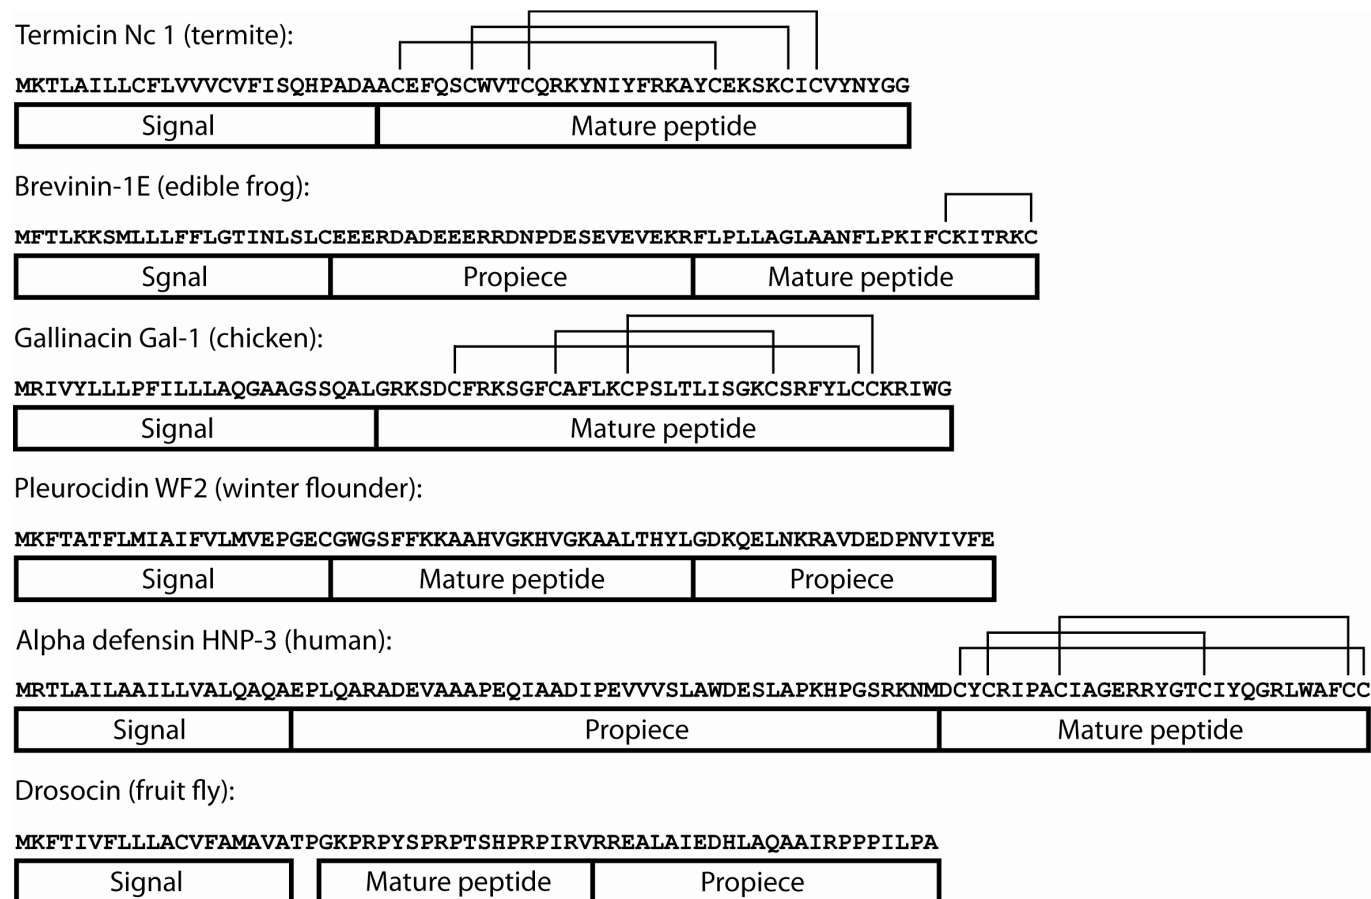 Termicin Nc 1 (termite):
MKTLAILLCFLVVVCVFISQHPADAACEFQSCWVTCQRKYNIYFRKAYCEKSKCICVYNYGG
Signal Mature peptide
Brevinin-1E (edible frog):
MFTLKKSMLLLFFLGTINLSLCEEERDADEEERRDNPDESEVEVEKRFLPLLAGLAANFLPKIFCKITRKC
Sgnal Propiece Mature peptide
Gallinacin Gal-1 (chicken):
MRIVYLLLPFILLLAQGAAGSSQALGRKSDCFRKSGFCAFLKCPSLTLISGKCSRFYLCCKRIWG
Signal Mature peptide
Pleurocidin WF2 (winter flounder):
MKFTATFLMIAIFVLMVEPGECGWGSFFKKAAHVGKHVGKAALTHYLGDKQELNKRAVDEDPNVIVFE
Signal Mature peptide Propiece
Alpha defensin HNP-3 (human):
MRTLAILAAILLVALQAQAEPLQARADEVAAAPEQIAADIPEVVVSLAWDESLAPKHPGSRKNMDCYCRIPACIAGERRYGTCIYQGRLWAFCC
Signal Propiece Mature peptide
Drosocin (fruit fly):
MKFTIVFLLLACVFAMAVATPGKPRPYSPRPTSHPRPIRVRREALAIEDHLAQAAIRPPPILPA
Signal Mature peptide Propiece